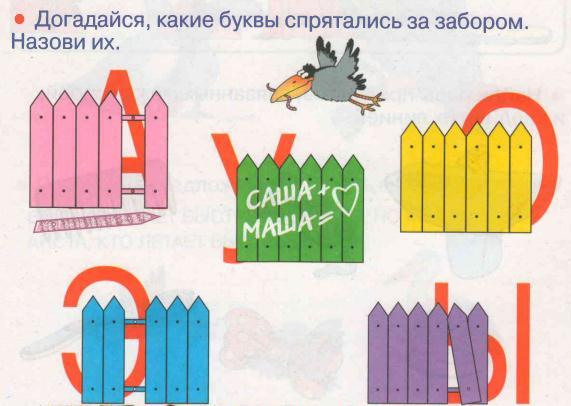 • Догадайся, какие буквы спрятались за забором.
Назови их.
А
У
О
САША+
МАША=
Э
Ы